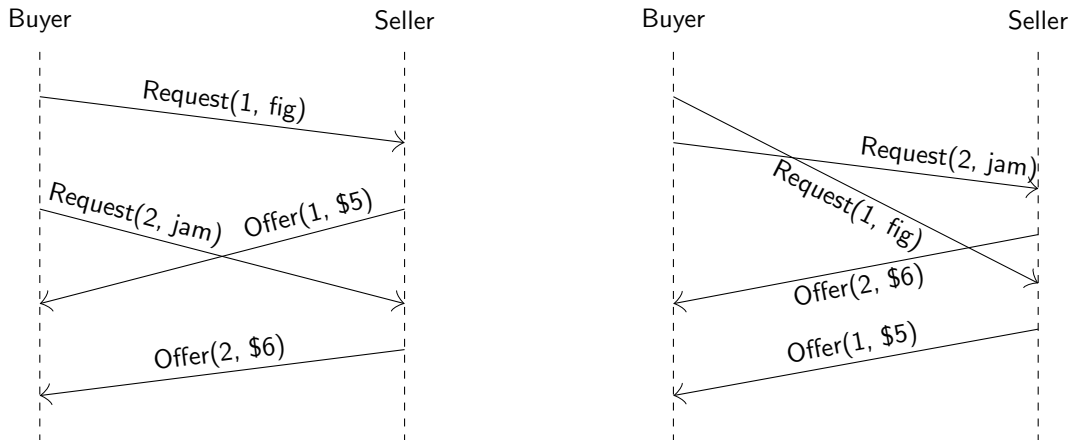 Buyer
Seller
Request(1, fig)
Request(2, jam)
Offer(1, $5)
Offer(2, $6)
Buyer
Seller
Request(2, jam)
Request(1, fig)
Offer(2, $6)
Offer(1, $5)